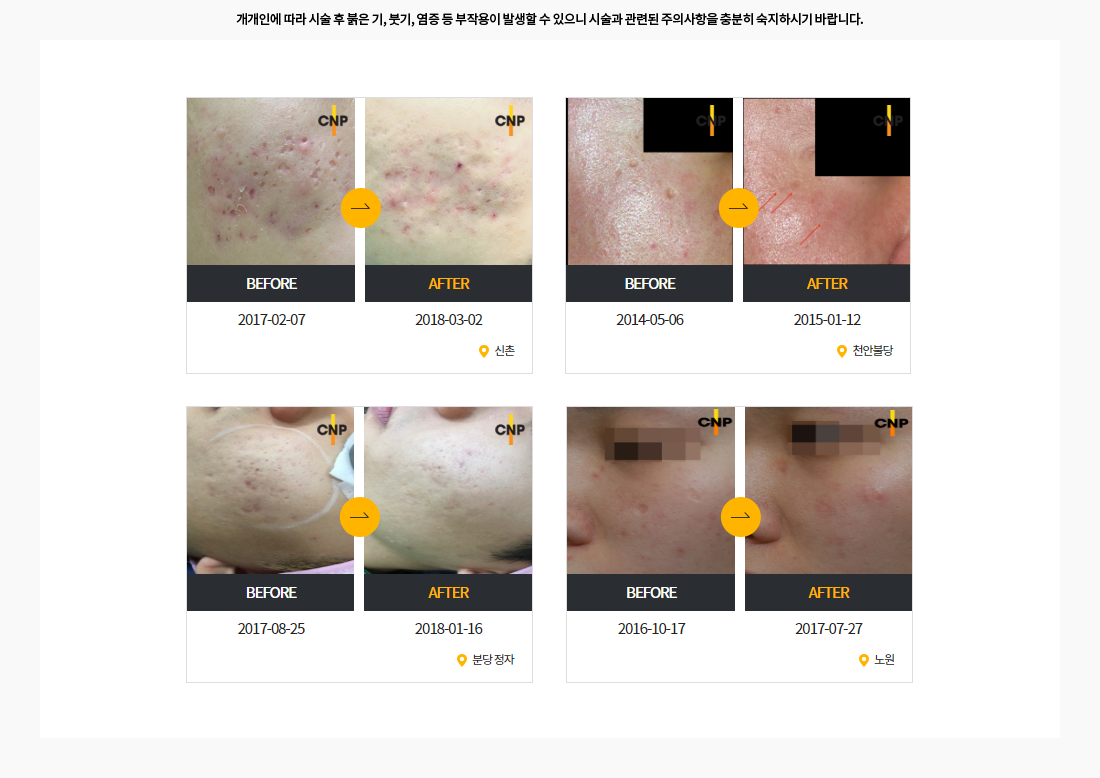 개개인에 따라 시술 후 붉은 기, 붓기, 염증 등 부작용이 발생할 수 있으니 시술과 관련된 주의사항을 충분히 숙지하시기 바랍니다.
CNP
CNP
CNP
CNP
BEFORE
AFTER
BEFORE
AFTER
2017-02-07
2018-03-02
2014-05-06
2015-01-12
신촌
천안불당
CNP
CNP
CNP
CNP
BEFORE
AFTER
BEFORE
AFTER
2017-08-25
2018-01-16
2016-10-17
2017-07-27
분당 정자
노원